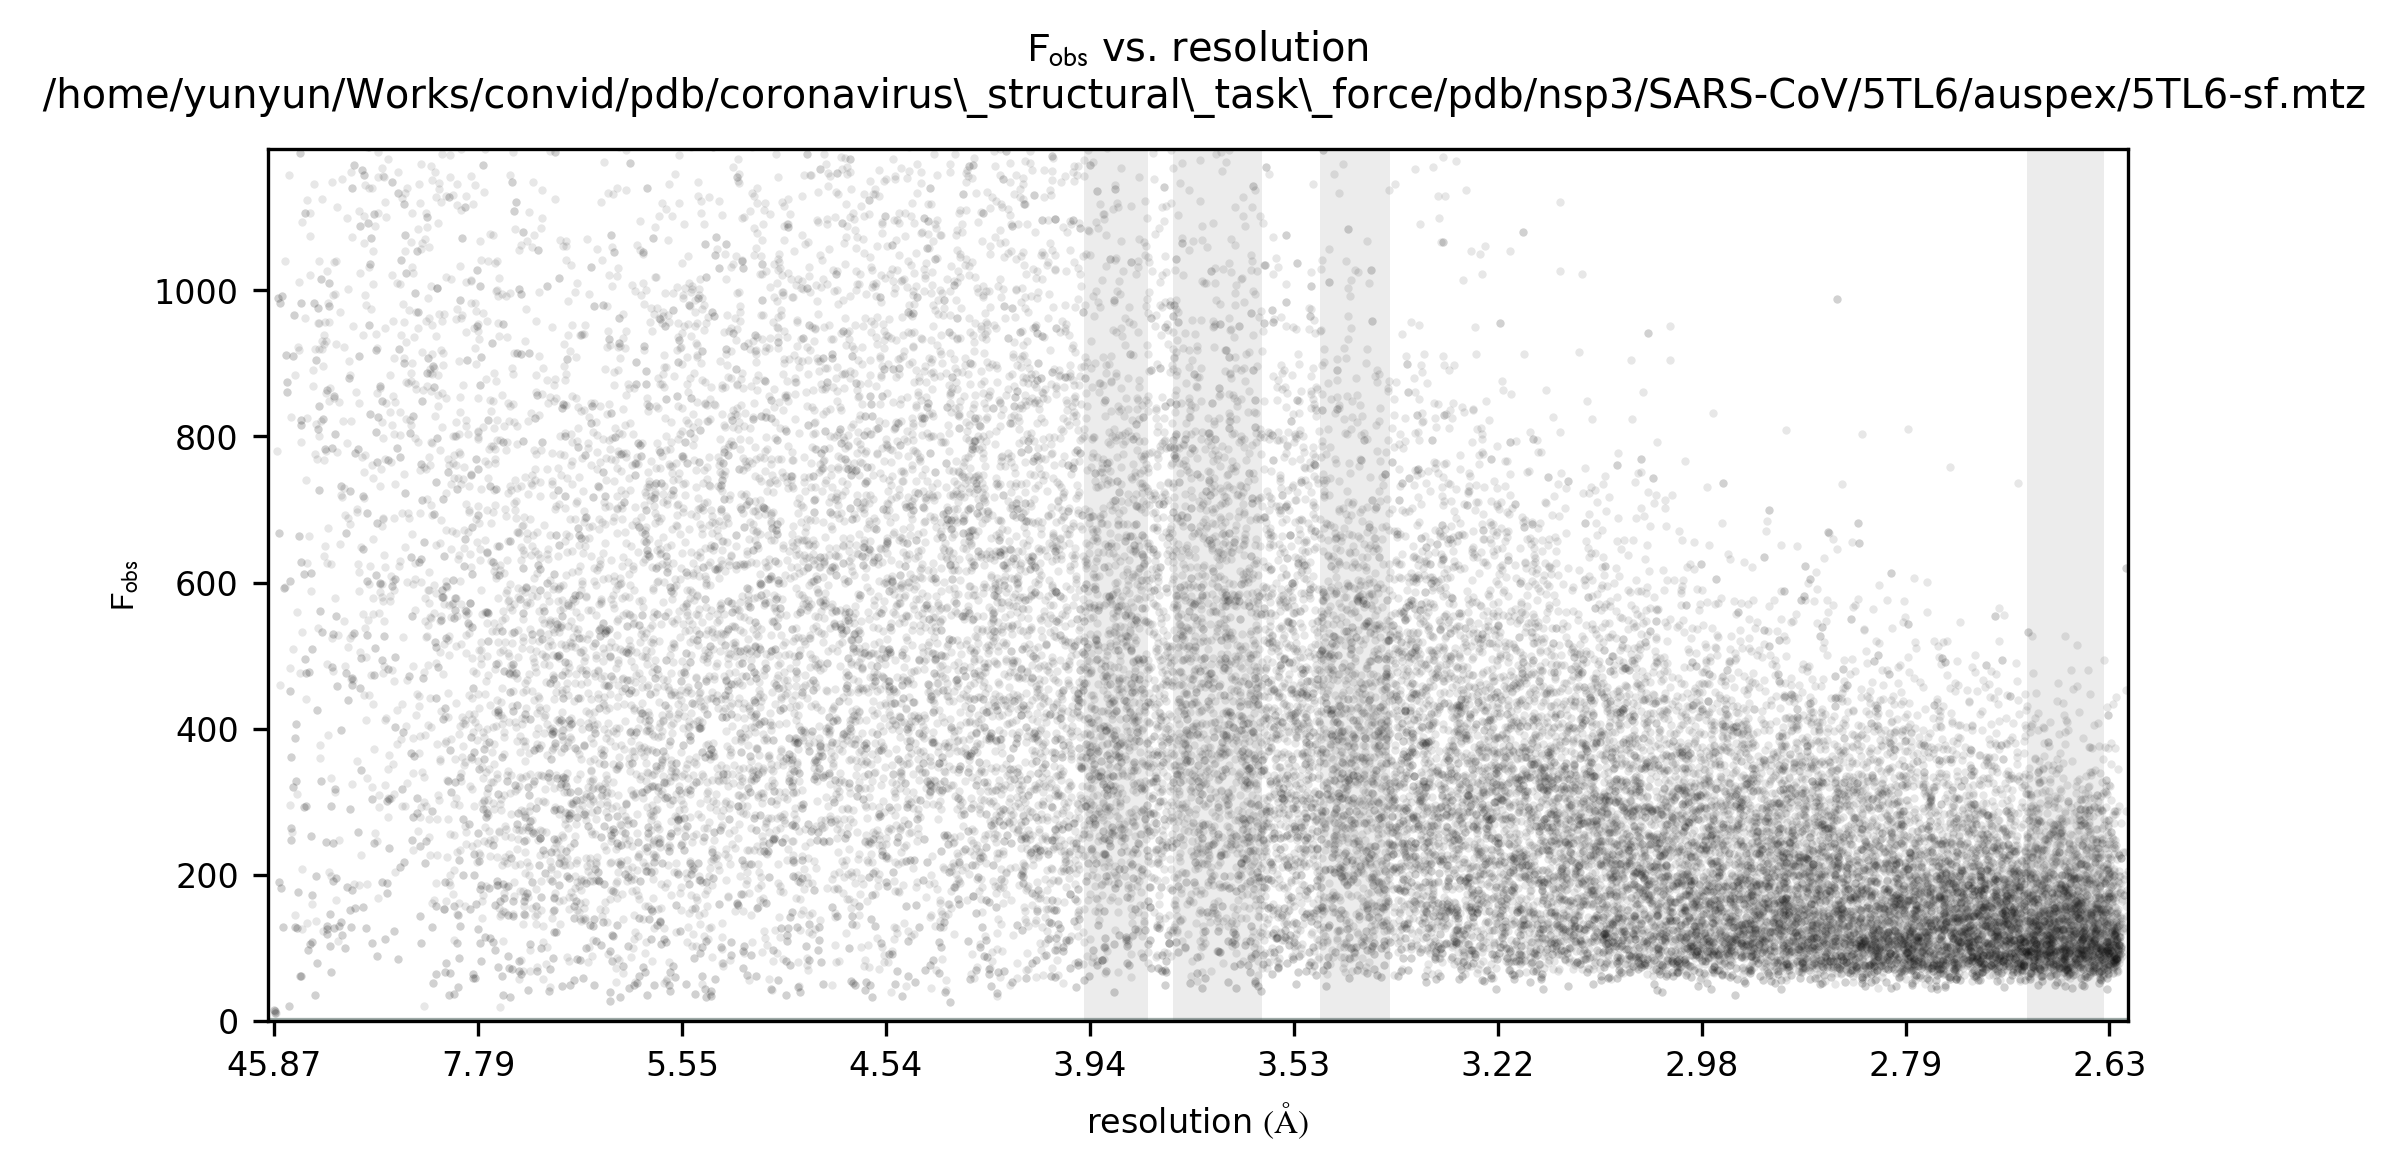 Fobs vs. resolution
/home/yunyun/Works/convid/pdb/coronavirus\_structural\_task\_force/pdb/nsp3/SARS-CoV/5TL6/auspex/5TL6-sf.mtz
1000
800
600
400
200
0
Fobs
45.87 7.79 5.55 4.54 3.94 3.53 3.22 2.98 2.79 2.63
resolution (Å)